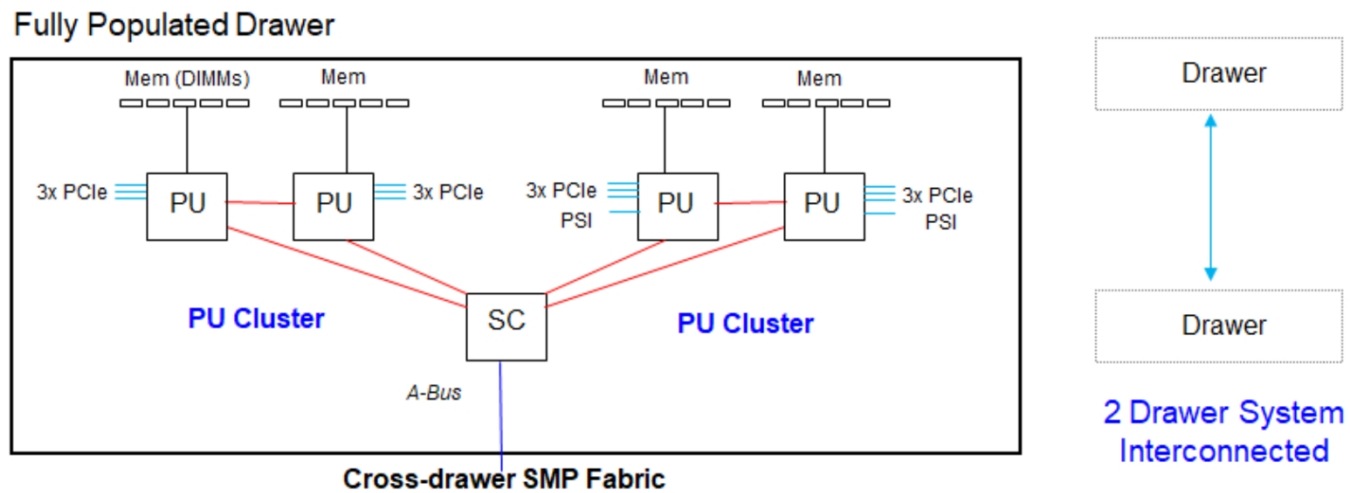 Fully Populated Drawer
Mem (DIMMs)
Mem
Mem
Mem
3x PCIe
PU
PU
3x PCIe
3x PCIe
PSI
PU
PU
3x PCIe
PSI
PU Cluster
SC
PU Cluster
A-Bus
Cross-drawer SMP Fabric
Drawer
Drawer
2 Drawer System
Interconnected